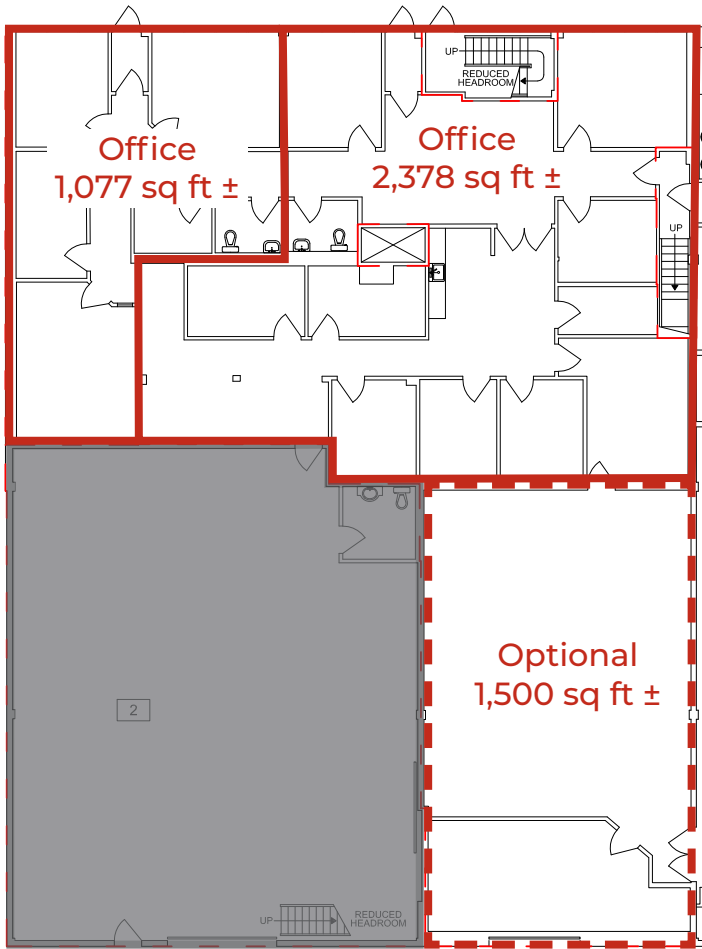 UP
REDUCED
HEADROOM
Office
1,077 sq ft ±
Office
2,378 sq ft ±
UP
Optional
1,500 sq ft ±
2
UP
REDUCED
HEADROOM